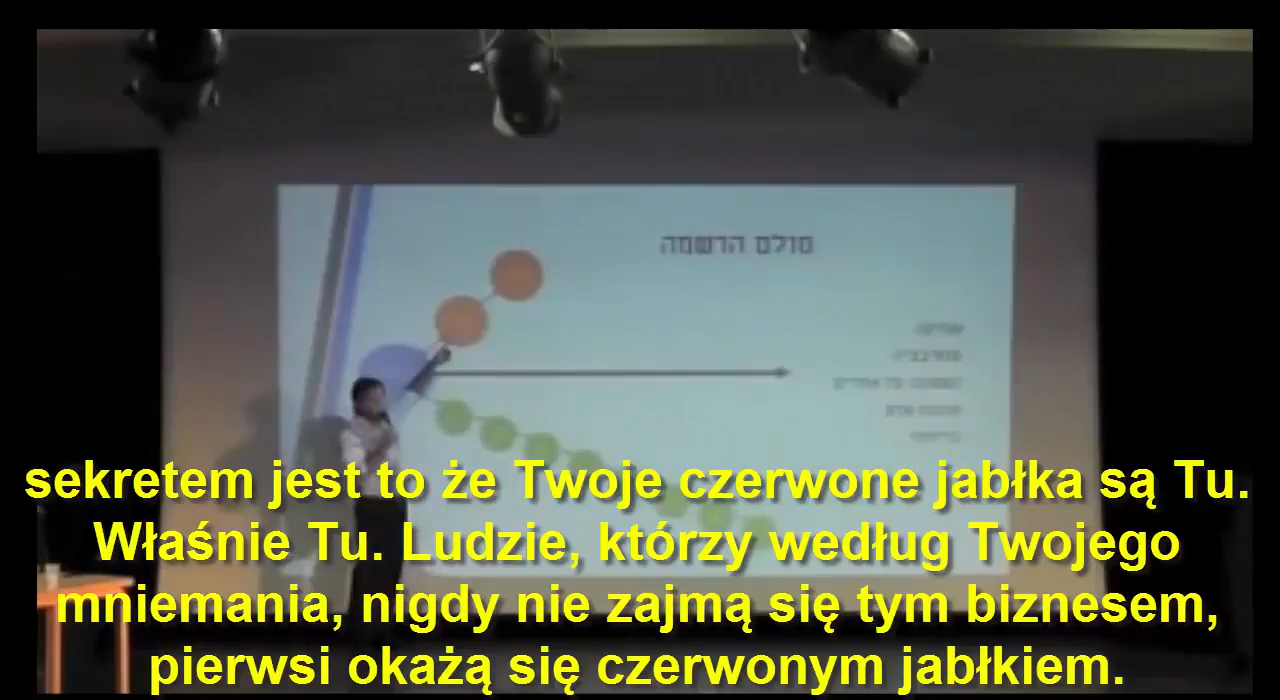 סולם הרשמה
sekretem jest to że Twoje czerwone jabłka są Tu.
Właśnie Tu. Ludzie, którzy według Twojego
mniemania, nigdy nie zajmą się tym biznesem,
pierwsi okażą się czerwonym jabłkiem.